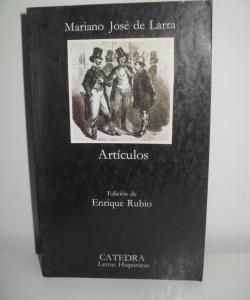 Mariano José de Larra
Artículos
Edición de
Enrique Rubio
CATEDRA
Letras Hispánicas